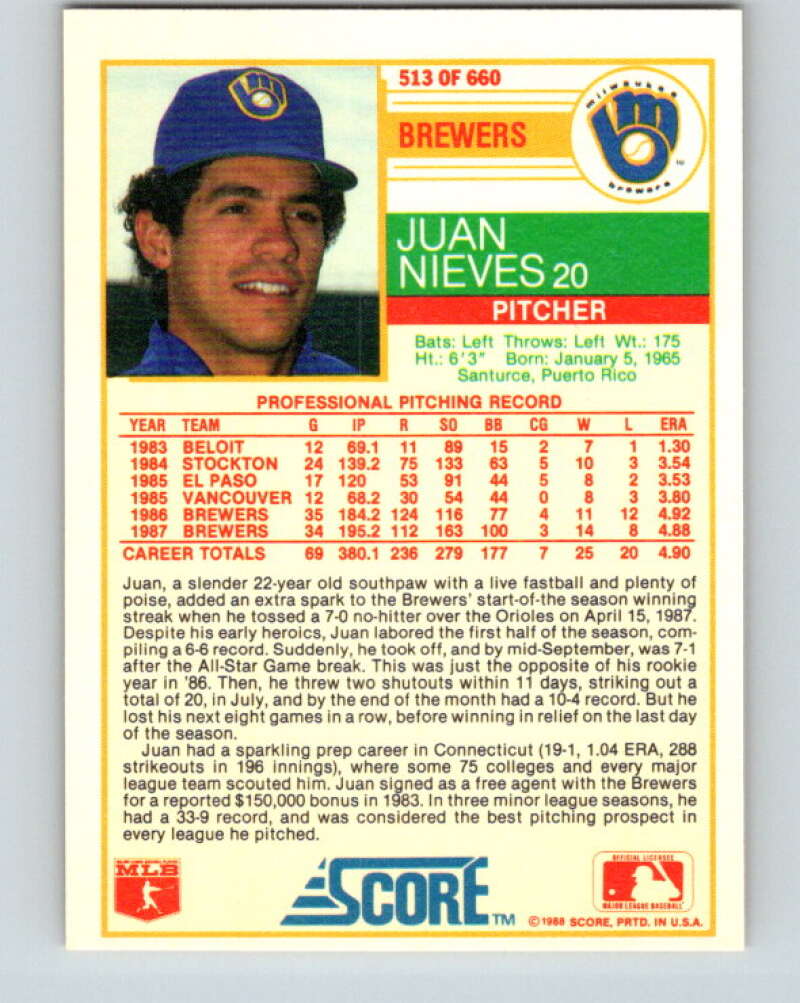 513 OF 660
BREWERS
milwaukee
brewers
JUAN
NIEVES 20
PITCHER
Bats: Left Throws: Left Wt.: 175
Ht.: 6'3" Born: January 5, 1965
Santurce, Puerto Rico
PROFESSIONAL PITCHING RECORD
YEAR TEAM G IP R SO BB CG W L ERA
1983 BELOIT 12 69.1 11 89 15 2 7 1 1.30
1984 STOCKTON 24 139.2 75 133 63 5 10 3 3.54
1985 EL PASO 17 120 53 91 44 5 8 2 3.53
1985 VANCOUVER 12 68.2 30 54 44 0 8 3 3.80
1986 BREWERS 35 184.2 124 116 77 4 11 12 4.92
1987 BREWERS 34 195.2 112 163 100 3 14 8 4.88
CAREER TOTALS 69 380.1 236 279 177 7 25 20 4.90
Juan, a slender 22-year old southpaw with a live fastball and plenty of
poise, added an extra spark to the Brewers' start-of-the season winning
streak when he tossed a 7-0 no-hitter over the Orioles on April 15, 1987.
Despite his early heroics, Juan labored the first half of the season, com-
piling a 6-6 record. Suddenly, he took off, and by mid-September, was 7-1
after the All-Star Game break. This was just the opposite of his rookie
year in '86. Then, he threw two shutouts within 11 days, striking out a
total of 20, in July, and by the end of the month had a 10-4 record. But he
lost his next eight games in a row, before winning in relief on the last day
of the season.
Juan had a sparkling prep career in Connecticut (19-1, 1.04 ERA, 288
strikeouts in 196 innings), where some 75 colleges and every major
league team scouted him. Juan signed as a free agent with the Brewers
for a reported $150,000 bonus in 1983. In three minor league seasons, he
had a 33-9 record, and was considered the best pitching prospect in
every league he pitched.
MAJOR LEAGUE BASEBALL PLAYERS
MLB
SCORE™
OFFICIAL LICENSEE
MAJOR LEAGUE BASEBALL
©1988 SCORE, PRTD. IN U.S.A.